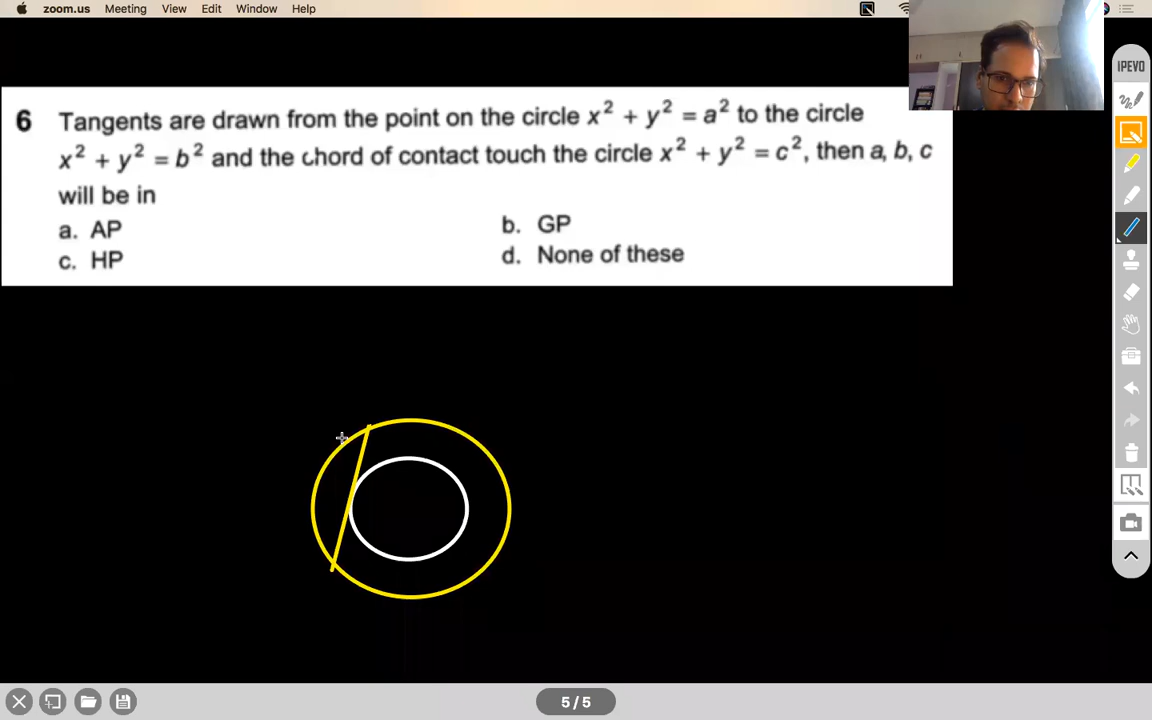 zoom.us Meeting View Edit Window Help
IPEVO
6 Tangents are drawn from the point on the circle x² + y² = a² to the circle
x² + y² = b² and the chord of contact touch the circle x² + y² = c², then a, b, c
will be in
a. AP
b. GP
c. HP
d. None of these
5 / 5